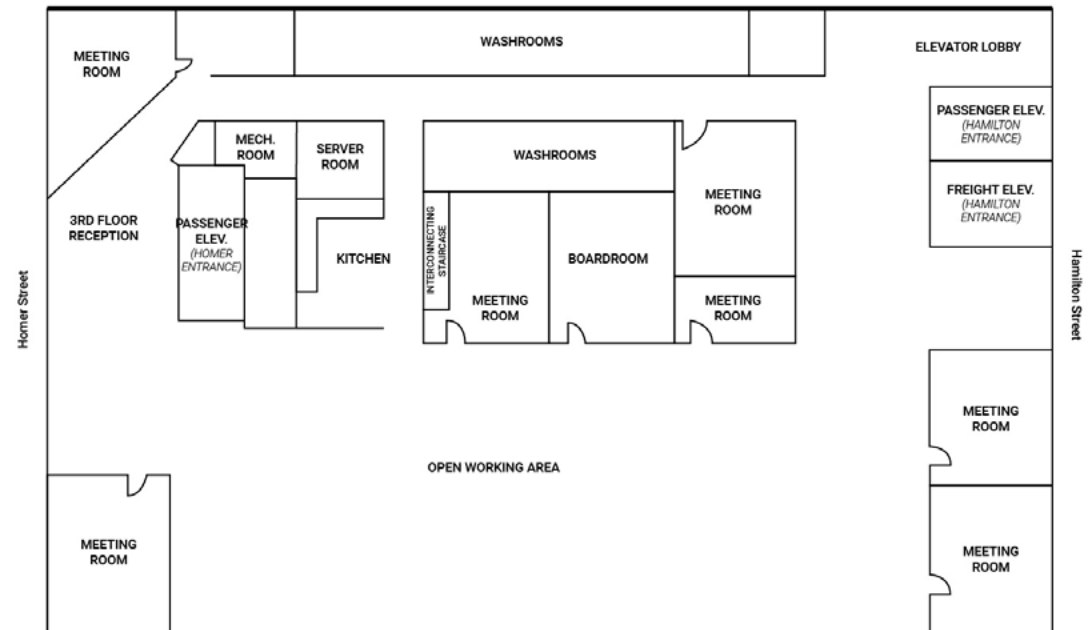 MEETING
ROOM
WASHROOMS
ELEVATOR LOBBY
PASSENGER ELEV.
(HAMILTON
ENTRANCE)
MECH.
ROOM
SERVER
ROOM
WASHROOMS
MEETING
ROOM
FREIGHT ELEV.
(HAMILTON
ENTRANCE)
3RD FLOOR
RECEPTION
PASSENGER
ELEV.
(HOMER
ENTRANCE)
KITCHEN
INTERCONNECTING
STAIRCASE
BOARDROOM
MEETING
ROOM
MEETING
ROOM
Homer Street
Hamilton Street
MEETING
ROOM
OPEN WORKING AREA
MEETING
ROOM
MEETING
ROOM